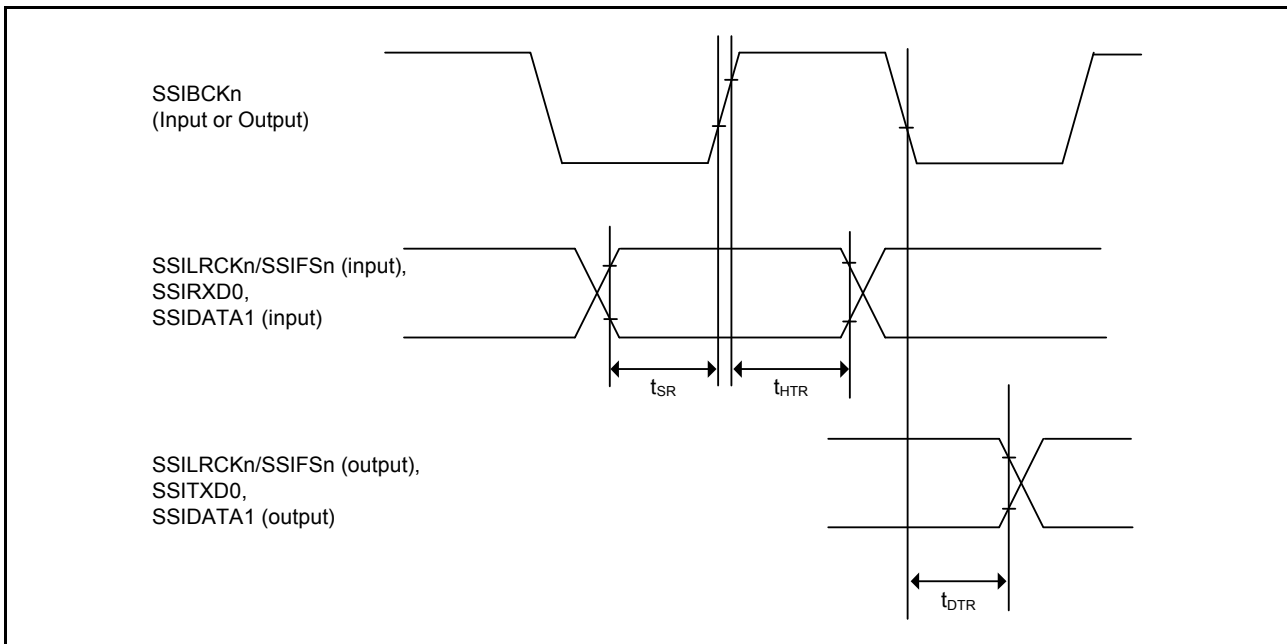 SSIBCKn
(Input or Output)
SSILRCKn/SSIFSn (input),
SSIRXD0,
SSIDATA1 (input)
tSR
tHTR
SSILRCKn/SSIFSn (output),
SSITXD0,
SSIDATA1 (output)
tDTR